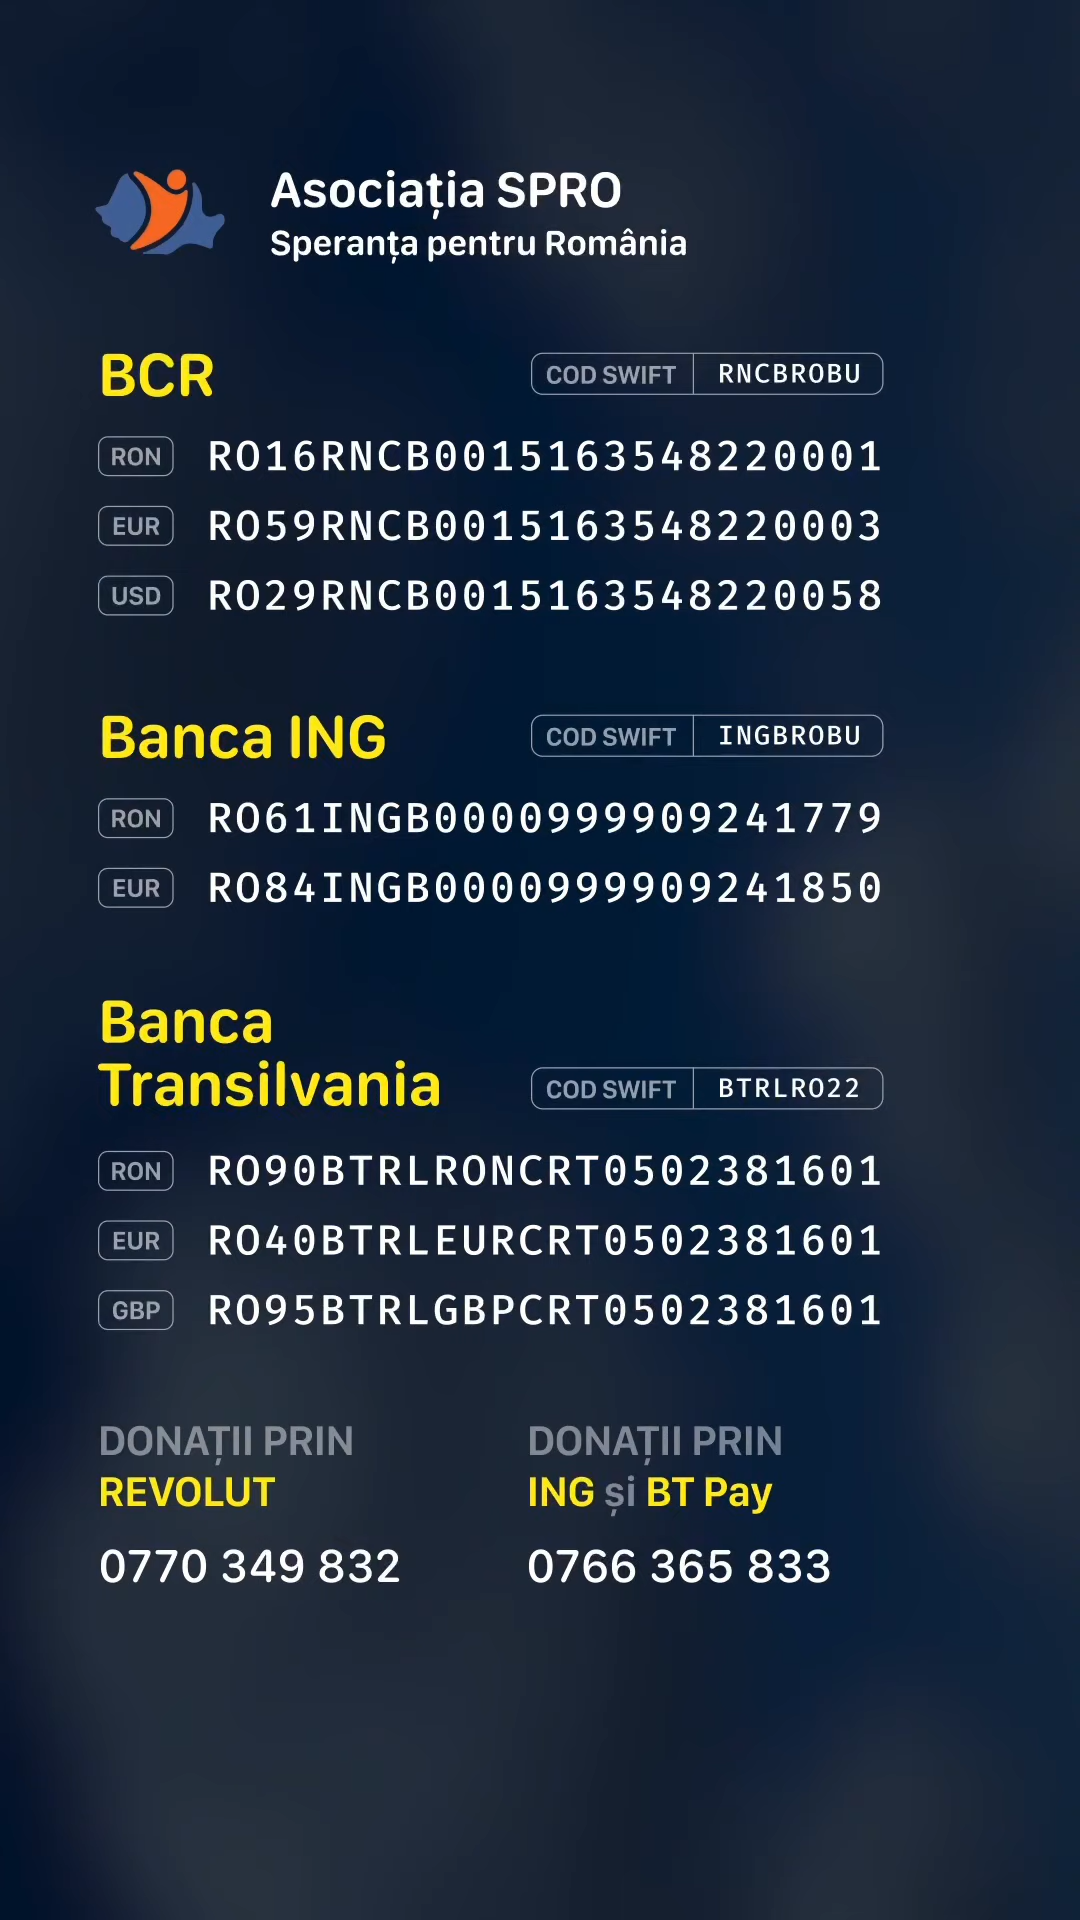 Asociația SPRO
Speranța pentru România
BCR
COD SWIFT RNCBROBU
RON RO16RNCB0015163548220001
EUR RO59RNCB0015163548220003
USD RO29RNCB0015163548220058
Banca ING
COD SWIFT INGBROBU
RON RO61INGB0000999909241779
EUR RO84INGB0000999909241850
Banca
Transilvania
COD SWIFT BTRLRO22
RON RO90BTRLRONCRT0502381601
EUR RO40BTRLEURCRT0502381601
GBP RO95BTRLGBPCRT0502381601
DONAȚII PRIN
REVOLUT
0770 349 832
DONAȚII PRIN
ING și BT Pay
0766 365 833